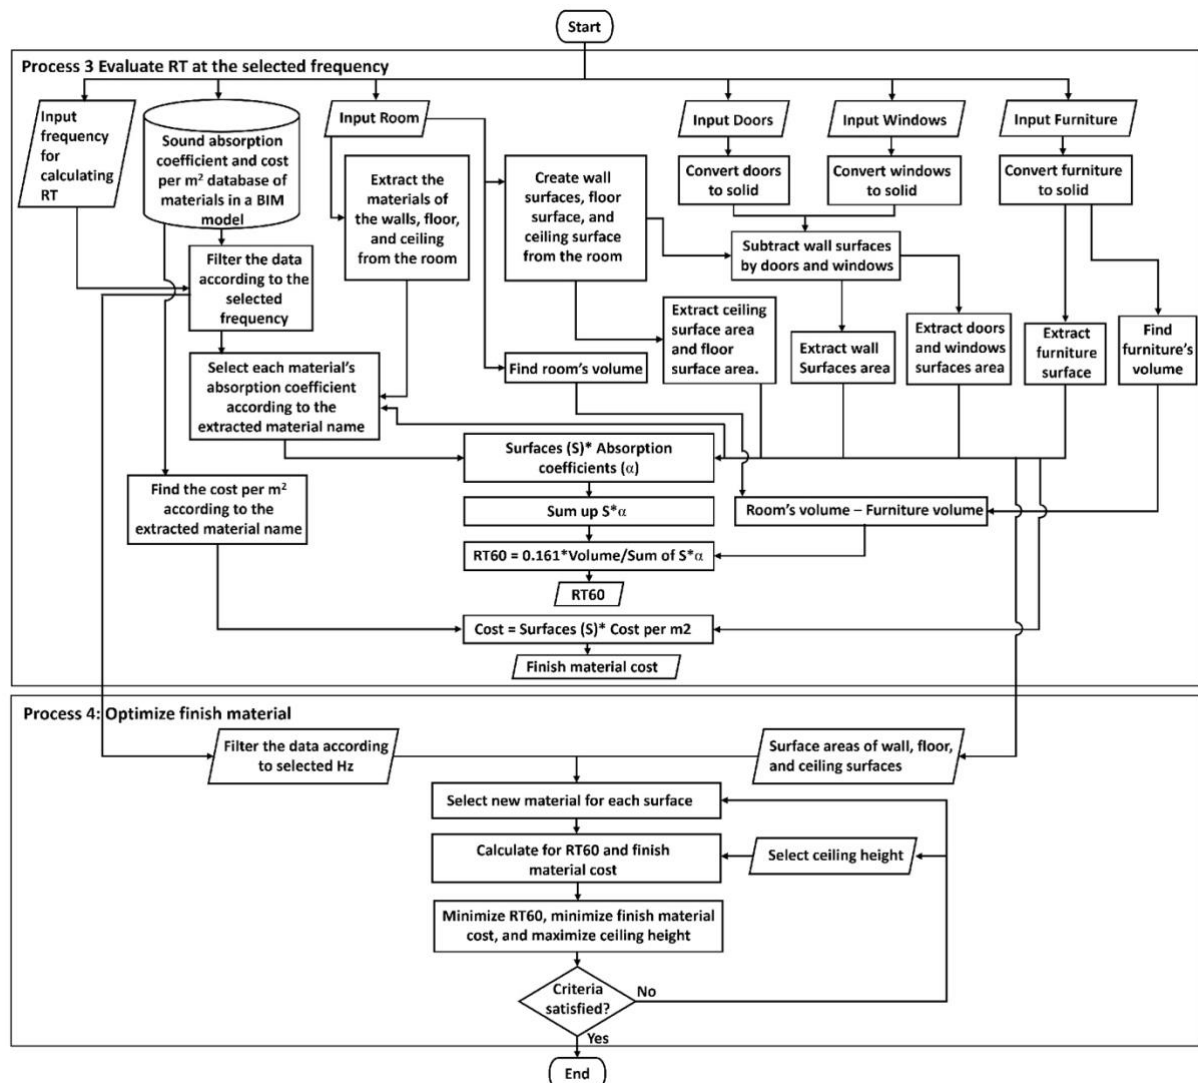 Start
Process 3 Evaluate RT at the selected frequency
Input
frequency
for
calculating
RT
Sound absorption
coefficient and cost
per m² database of
materials in a BIM
model
Input Room
Input Doors
Input Windows
Input Furniture
Extract the
materials of
the walls, floor,
and ceiling
from the room
Create wall
surfaces, floor
surface, and
ceiling surface
from the room
Convert doors
to solid
Convert windows
to solid
Convert furniture
to solid
Subtract wall surfaces
by doors and windows
Filter the data
according to
the selected
frequency
Extract ceiling
surface area
and floor
surface area.
Extract wall
Surfaces area
Extract doors
and windows
surfaces area
Extract
furniture
surface
Find
furniture's
volume
Select each material's
absorption coefficient
according to the
extracted material name
Find room's volume
Surfaces (S)* Absorption
coefficients (α)
Find the cost per m²
according to the
extracted material name
Sum up S*α
Room's volume – Furniture volume
RT60 = 0.161*Volume/Sum of S*α
RT60
Cost = Surfaces (S)* Cost per m2
Finish material cost
Process 4: Optimize finish material
Filter the data according
to selected Hz
Surface areas of wall, floor,
and ceiling surfaces
Select new material for each surface
Calculate for RT60 and finish
material cost
Select ceiling height
Minimize RT60, minimize finish material
cost, and maximize ceiling height
Criteria
satisfied?
No
Yes
End